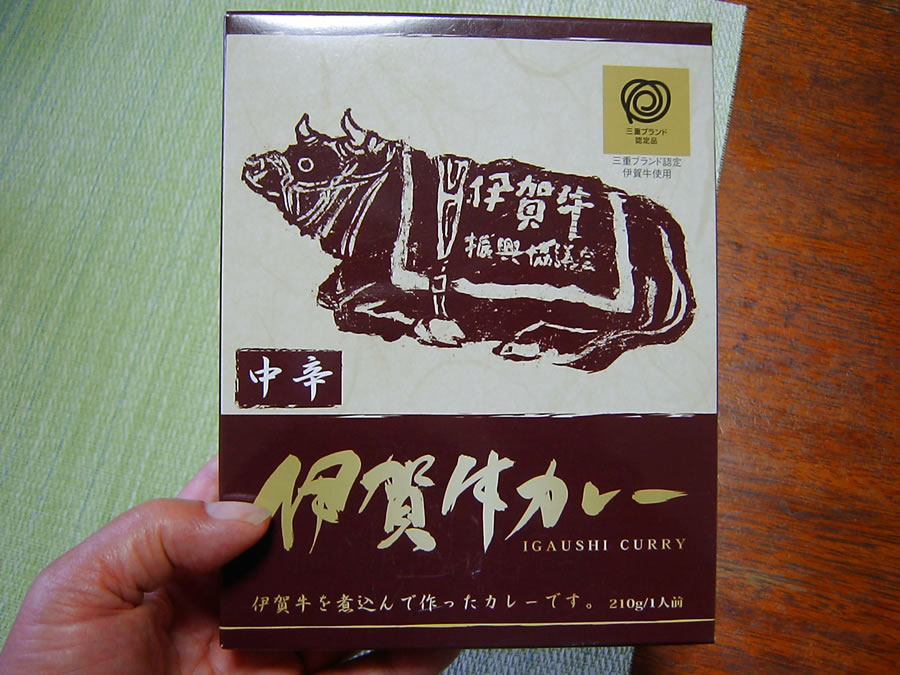 三重ブランド
認定品
三重ブランド認定
伊賀牛使用
伊賀牛
振興協議会
中辛
伊賀牛カレー
IGAUSHI CURRY
伊賀牛を煮込んで作ったカレーです。 210g/1人前